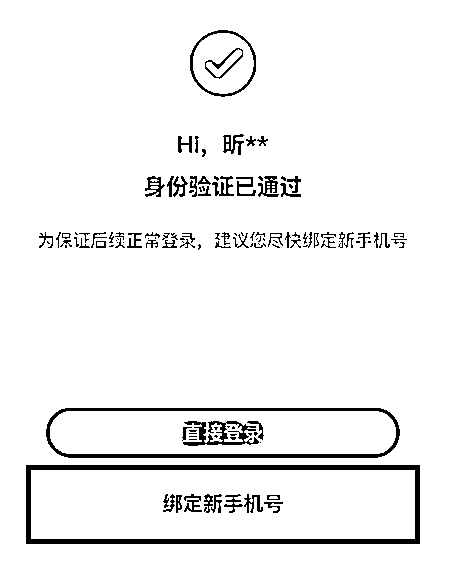 Hi，昕**
身份验证已通过
为保证后续正常登录，建议您尽快绑定新手机号
直接登录
绑定新手机号